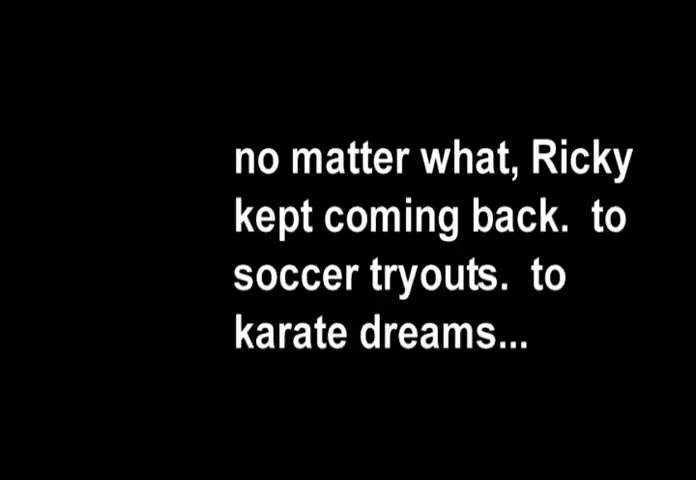 no matter what, Ricky
kept coming back.  to
soccer tryouts.  to
karate dreams...